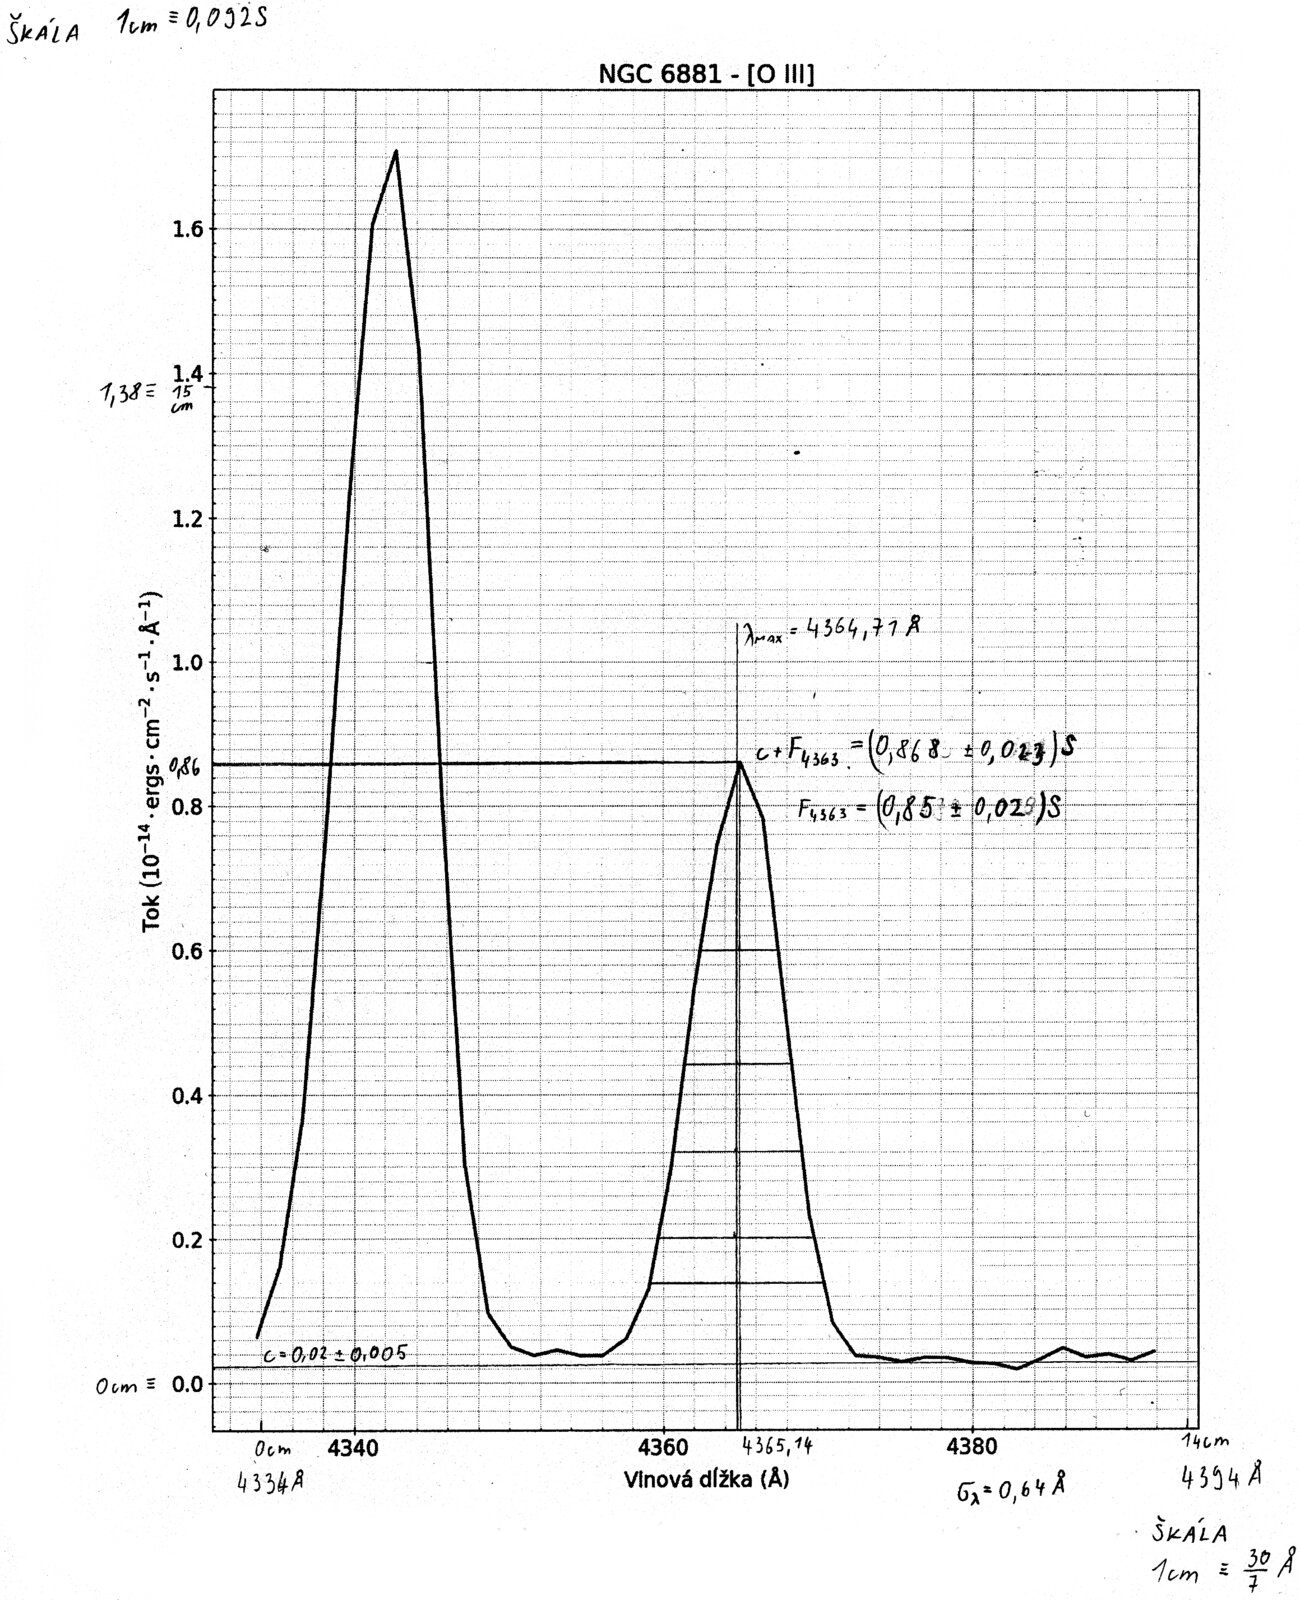 ŠKÁLA 1cm ≡ 0,092S
NGC 6881 - [O III]
1.6
1.4
1,38 ≡ 15 cm
1.2
1.0
λMAX = 4364,71 Å
c + F4363 = (0,868 ± 0,023)S
0,86
0.8
F4363 = (0,85 ± 0,029)S
Tok (10⁻¹⁴·ergs·cm⁻²·s⁻¹·Å⁻¹)
0.6
0.4
0.2
c = 0,02 ± 0,005
0cm ≡ 0.0
0cm 4340 4360 4365,14 4380 14cm
4334Å Vlnová dĺžka (Å) σλ = 0,64 Å 4394 Å
ŠKÁLA
1cm ≡ 30/7 Å